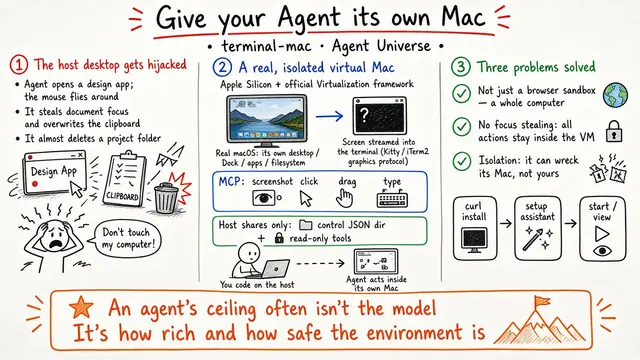 Give your Agent its own Mac
• terminal-mac • Agent Universe •
1 The host desktop gets hijacked
• Agent opens a design app;
the mouse flies around
• It steals document focus
and overwrites the clipboard
• It almost deletes a project folder
Design App
CLIPBOARD
Don't touch
my computer!
2 A real, isolated virtual Mac
Apple Silicon + official Virtualization framework
?
Real macOS: its own desktop /
Dock / apps / filesystem
Screen streamed into
the terminal (Kitty / iTerm2
graphics protocol)
MCP: screenshot click drag type
Host shares only: control JSON dir
+ read-only tools
You code on the host
Agent acts inside
its own Mac
3 Three problems solved
Not just a browser sandbox
— a whole computer
No focus stealing: all
actions stay inside the VM
Isolation: it can wreck
its Mac, not yours
curl
install
setup
assistant
start /
view
An agent's ceiling often isn't the model
It's how rich and how safe the environment is